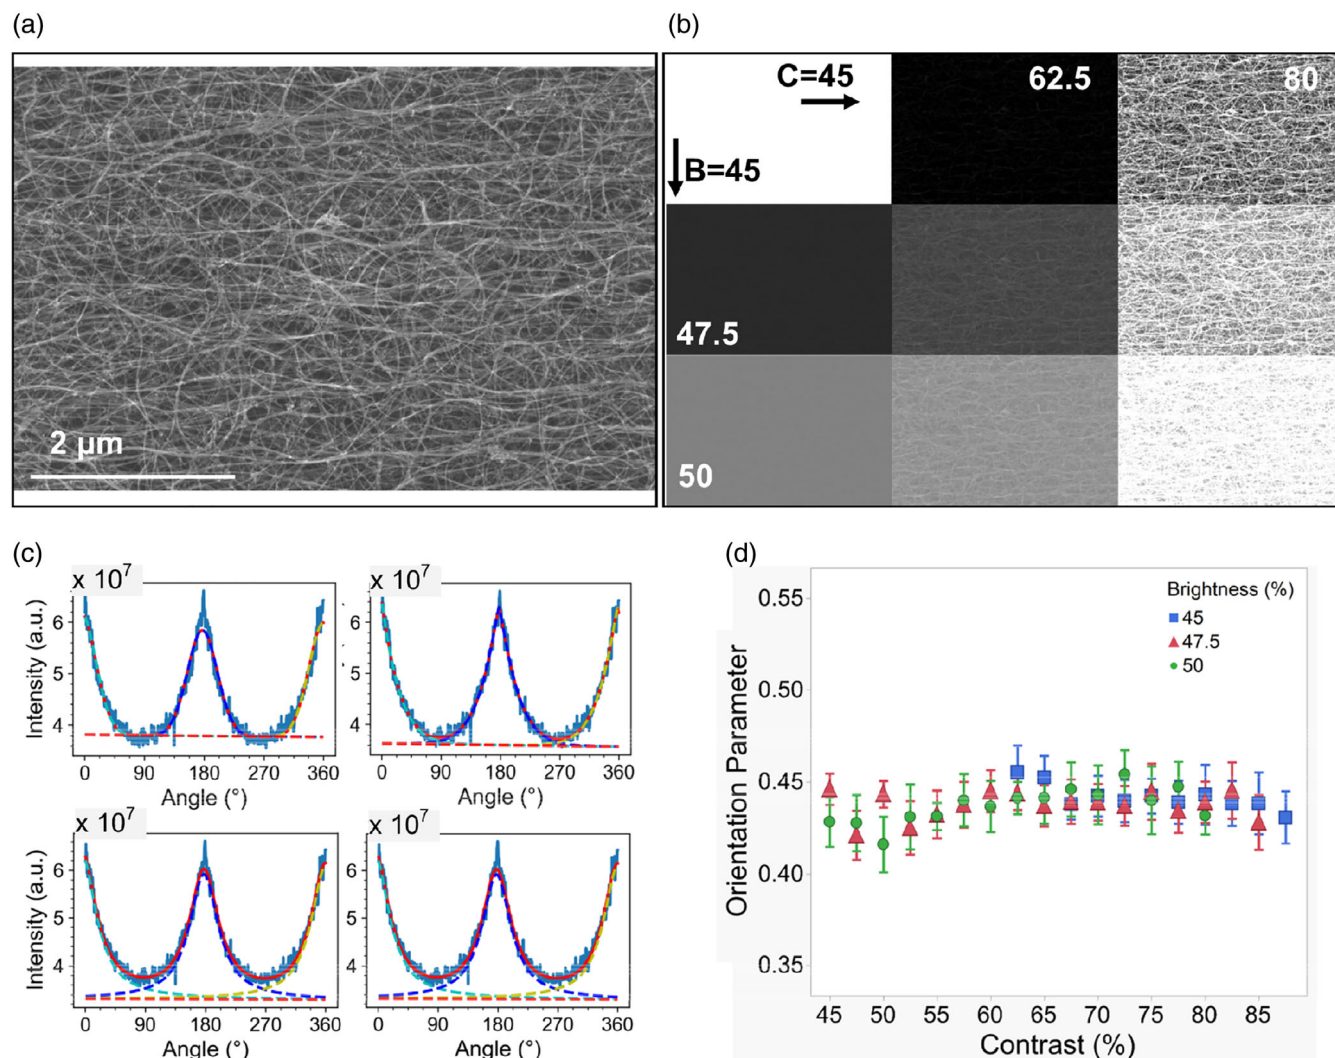 (a)
2 µm
(b)
C=45
62.5
80
B=45
47.5
50
(c)
x 10⁷
Intensity (a.u.)
6
5
4
0 90 180 270 360
Angle (°)
x 10⁷
6
5
4
0 90 180 270 360
Angle (°)
x 10⁷
Intensity (a.u.)
6
5
4
0 90 180 270 360
Angle (°)
x 10⁷
6
5
4
0 90 180 270 360
Angle (°)
(d)
Orientation Parameter
0.55
0.50
0.45
0.40
0.35
Brightness (%)
45
47.5
50
45 50 55 60 65 70 75 80 85
Contrast (%)